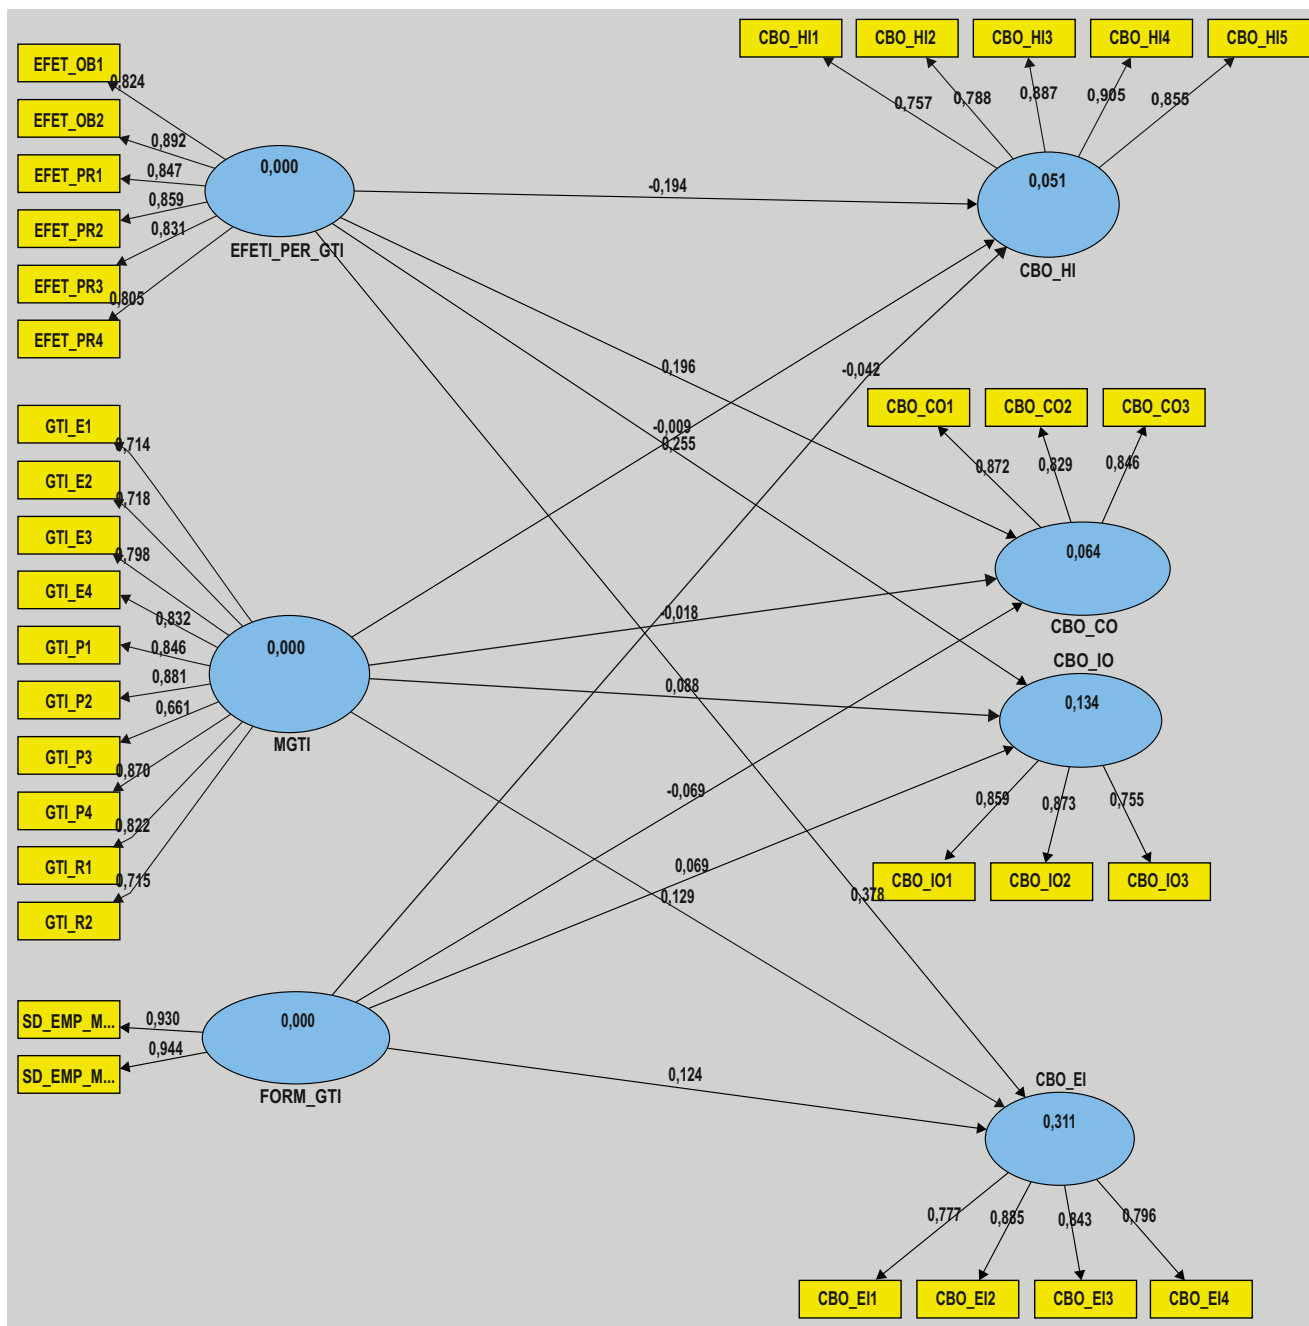 CBO_HI1 CBO_HI2 CBO_HI3 CBO_HI4 CBO_HI5
0,757 0,788 0,887 0,905 0,855
0,051
CBO_HI
EFET_OB1
EFET_OB2
EFET_PR1
EFET_PR2
EFET_PR3
EFET_PR4
0,824
0,892
0,847
0,859
0,831
0,805
0,000
EFETI_PER_GTI
-0,194
0,196
-0,042
-0,009
0,255
CBO_CO1 CBO_CO2 CBO_CO3
0,872 0,829 0,846
0,064
CBO_CO
GTI_E1
GTI_E2
GTI_E3
GTI_E4
GTI_P1
GTI_P2
GTI_P3
GTI_P4
GTI_R1
GTI_R2
0,714
0,718
0,798
0,832
0,846
0,881
0,661
0,870
0,822
0,715
0,000
MGTI
-0,018
0,088
-0,069
0,069
0,129
0,378
CBO_IO
0,134
0,859 0,873 0,755
CBO_IO1 CBO_IO2 CBO_IO3
SD_EMP_M...
SD_EMP_M...
0,930
0,944
0,000
FORM_GTI
0,124
CBO_EI
0,311
0,777 0,885 0,843 0,796
CBO_EI1 CBO_EI2 CBO_EI3 CBO_EI4